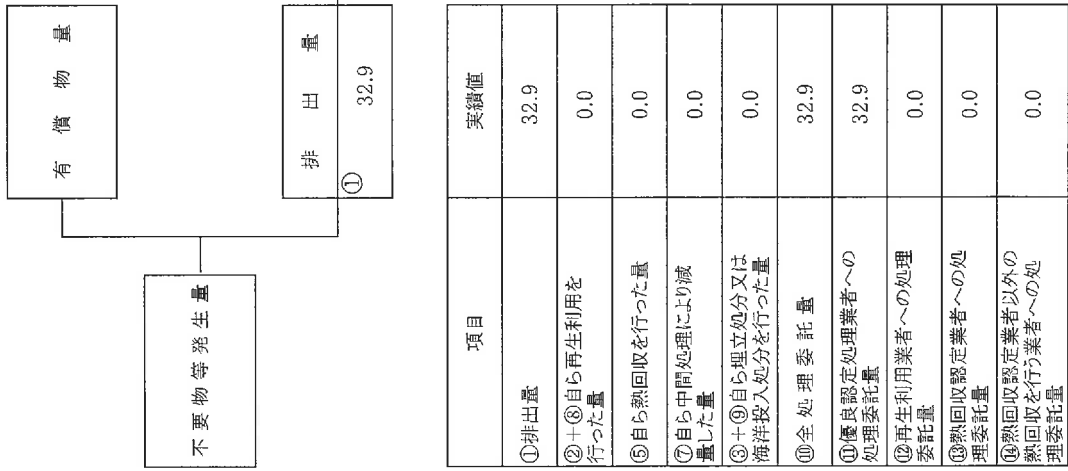 有償物量
不要物等発生量
排出量
①
32.9
項目
実績値
①排出量
32.9
②＋⑧自ら再生利用を
行った量
0.0
⑤自ら熱回収を行った量
0.0
⑦自ら中間処理により減
量した量
0.0
③＋⑨自ら埋立処分又は
海洋投入処分を行った量
0.0
⑩全処理委託量
32.9
⑪優良認定処理業者への
処理委託量
32.9
⑫再生利用業者への処理
委託量
0.0
⑬熱回収認定業者への処
理委託量
0.0
⑭熱回収認定業者以外の
熱回収を行う業者への処
理委託量
0.0